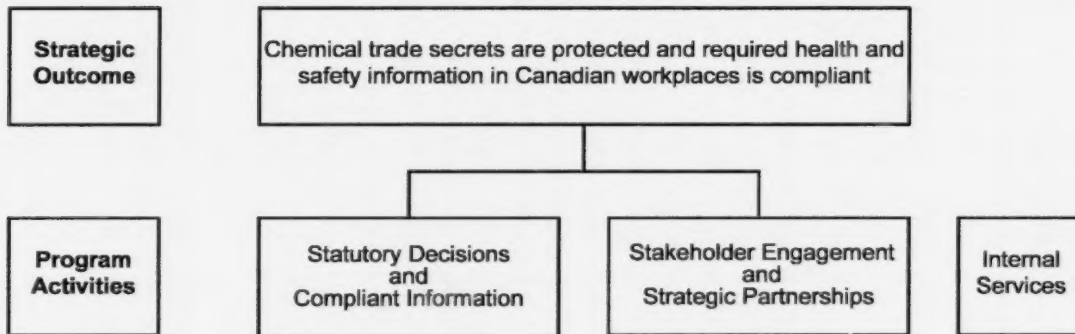 Strategic
Outcome
Chemical trade secrets are protected and required health and
safety information in Canadian workplaces is compliant
Program
Activities
Statutory Decisions
and
Compliant Information
Stakeholder Engagement
and
Strategic Partnerships
Internal
Services